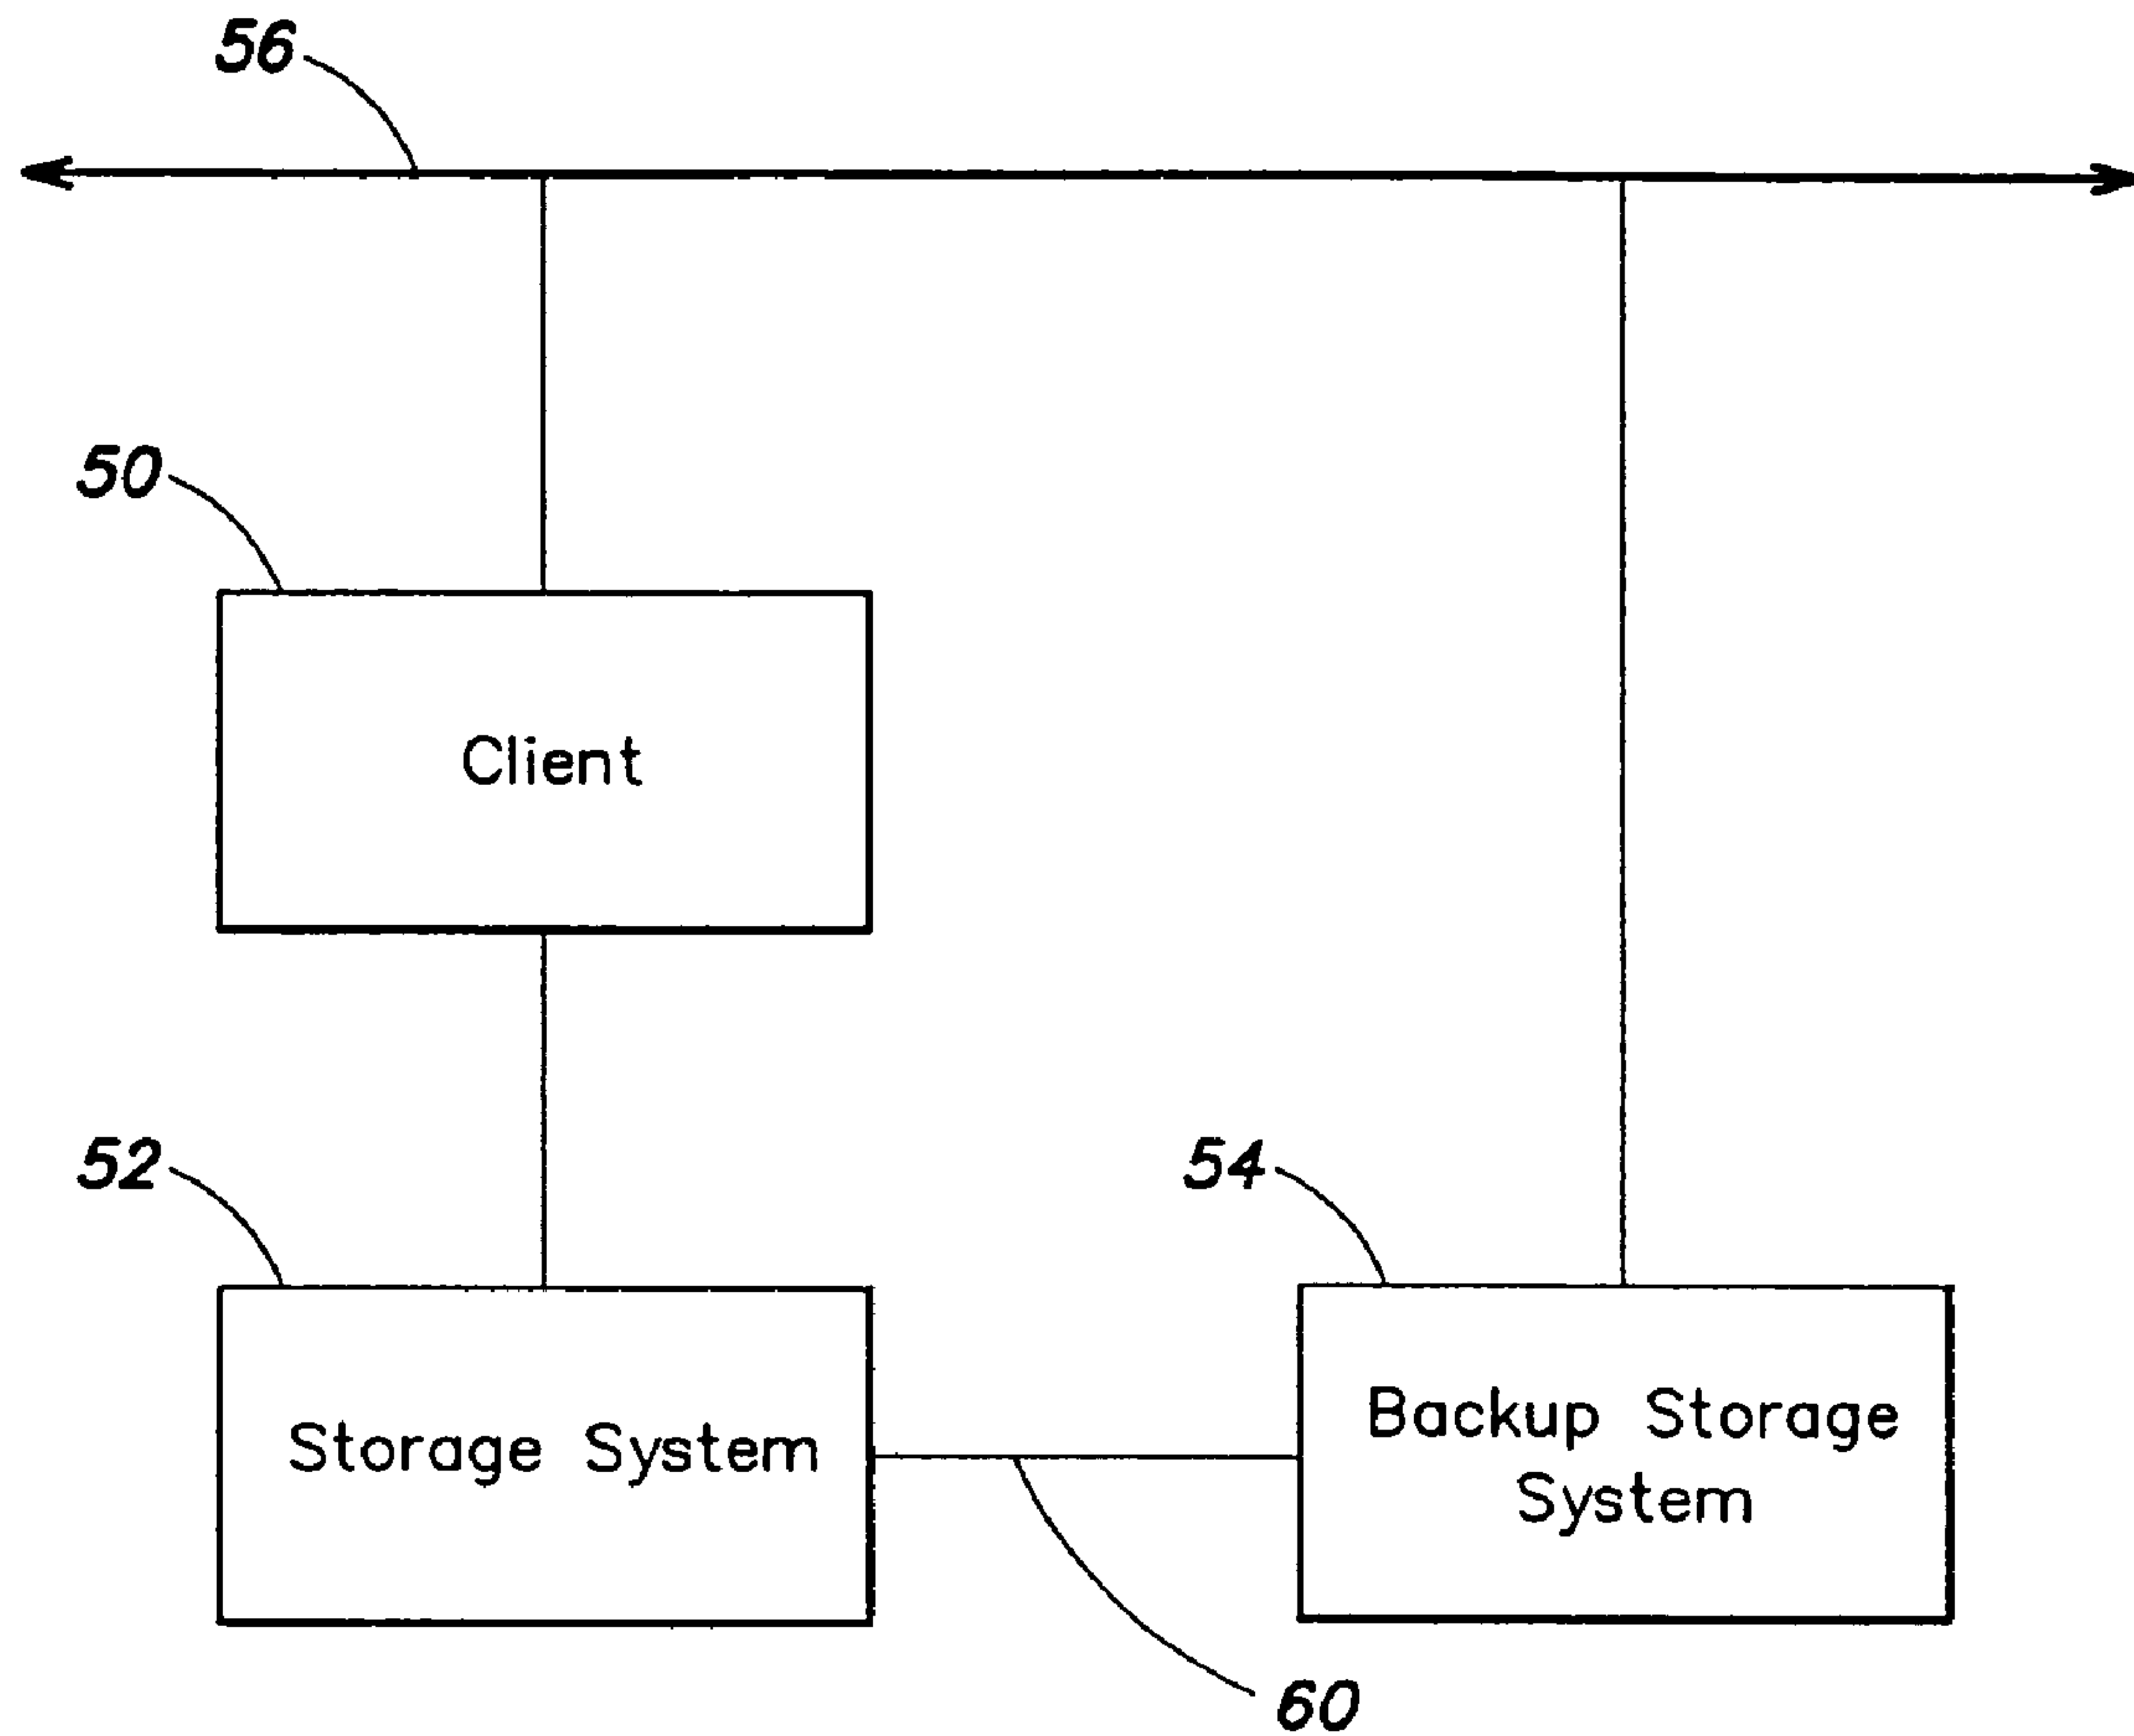 56
50
Client
52
54
Storage System
Backup Storage
System
60